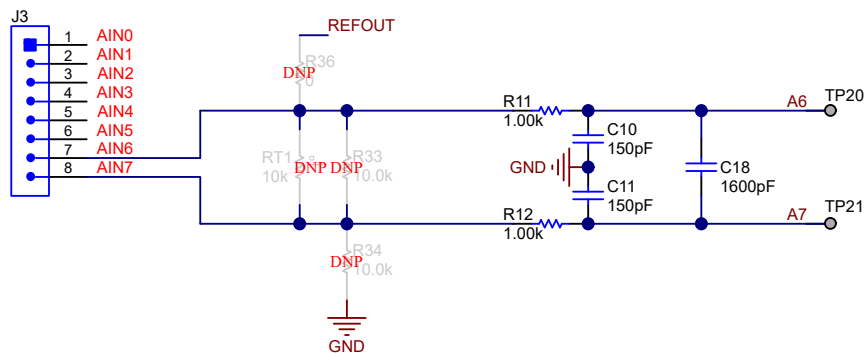 J3
1 AIN0
2 AIN1
3 AIN2
4 AIN3
5 AIN4
6 AIN5
7 AIN6
8 AIN7
REFOUT
R36
DNP
0
RT1
DNP
10k
R33
DNP
10.0k
R34
DNP
10.0k
GND
R11
1.00k
R12
1.00k
C10
150pF
GND
C11
150pF
C18
1600pF
A6
TP20
A7
TP21